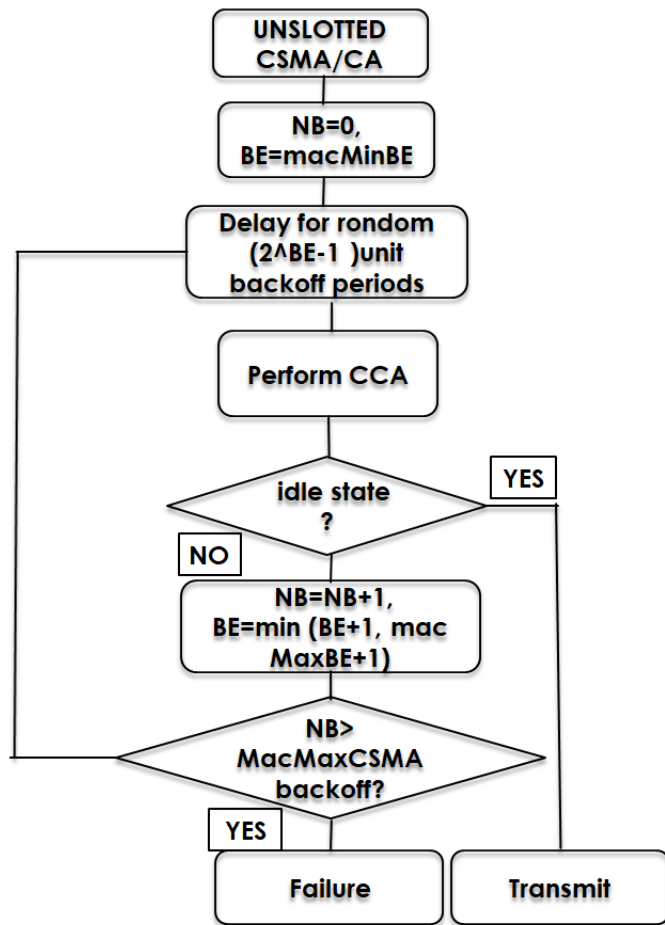 UNSLOTTED
CSMA/CA
NB=0,
BE=macMinBE
Delay for rondom
(2^BE-1 )unit
backoff periods
Perform CCA
idle state
?
YES
NO
NB=NB+1,
BE=min (BE+1, mac
MaxBE+1)
NB>
MacMaxCSMA
backoff?
YES
Failure
Transmit